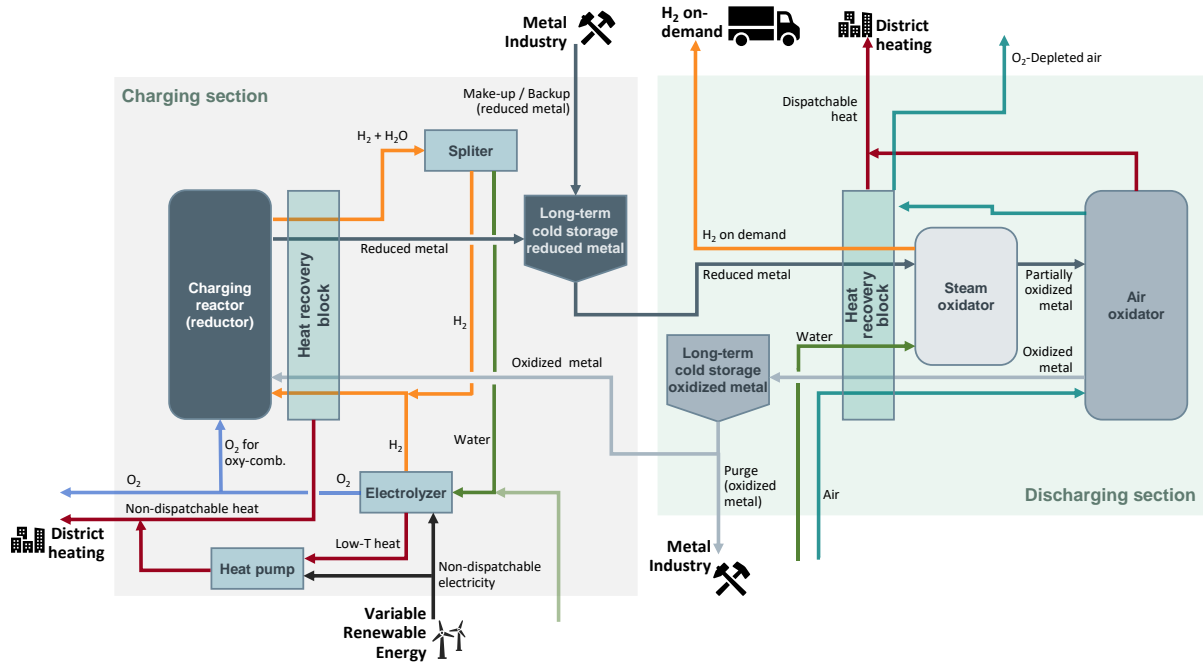 Metal
Industry
H2 on-
demand
District
heating
O2-Depleted air
Charging section
Make-up / Backup
(reduced metal)
Dispatchable
heat
H2 + H2O
Spliter
Long-term
cold storage
reduced metal
Reduced metal
H2 on demand
Reduced metal
Charging
reactor
(reductor)
Heat recovery
block
Heat
recovery
block
Steam
oxidator
Partially
oxidized
metal
Air
oxidator
H2
Water
Long-term
cold storage
oxidized metal
Oxidized metal
Oxidized
metal
O2 for
oxy-comb.
H2
Water
O2
O2
Electrolyzer
Purge
(oxidized
metal)
Air
Discharging section
Non-dispatchable heat
District
heating
Low-T heat
Heat pump
Non-dispatchable
electricity
Metal
Industry
Variable
Renewable
Energy